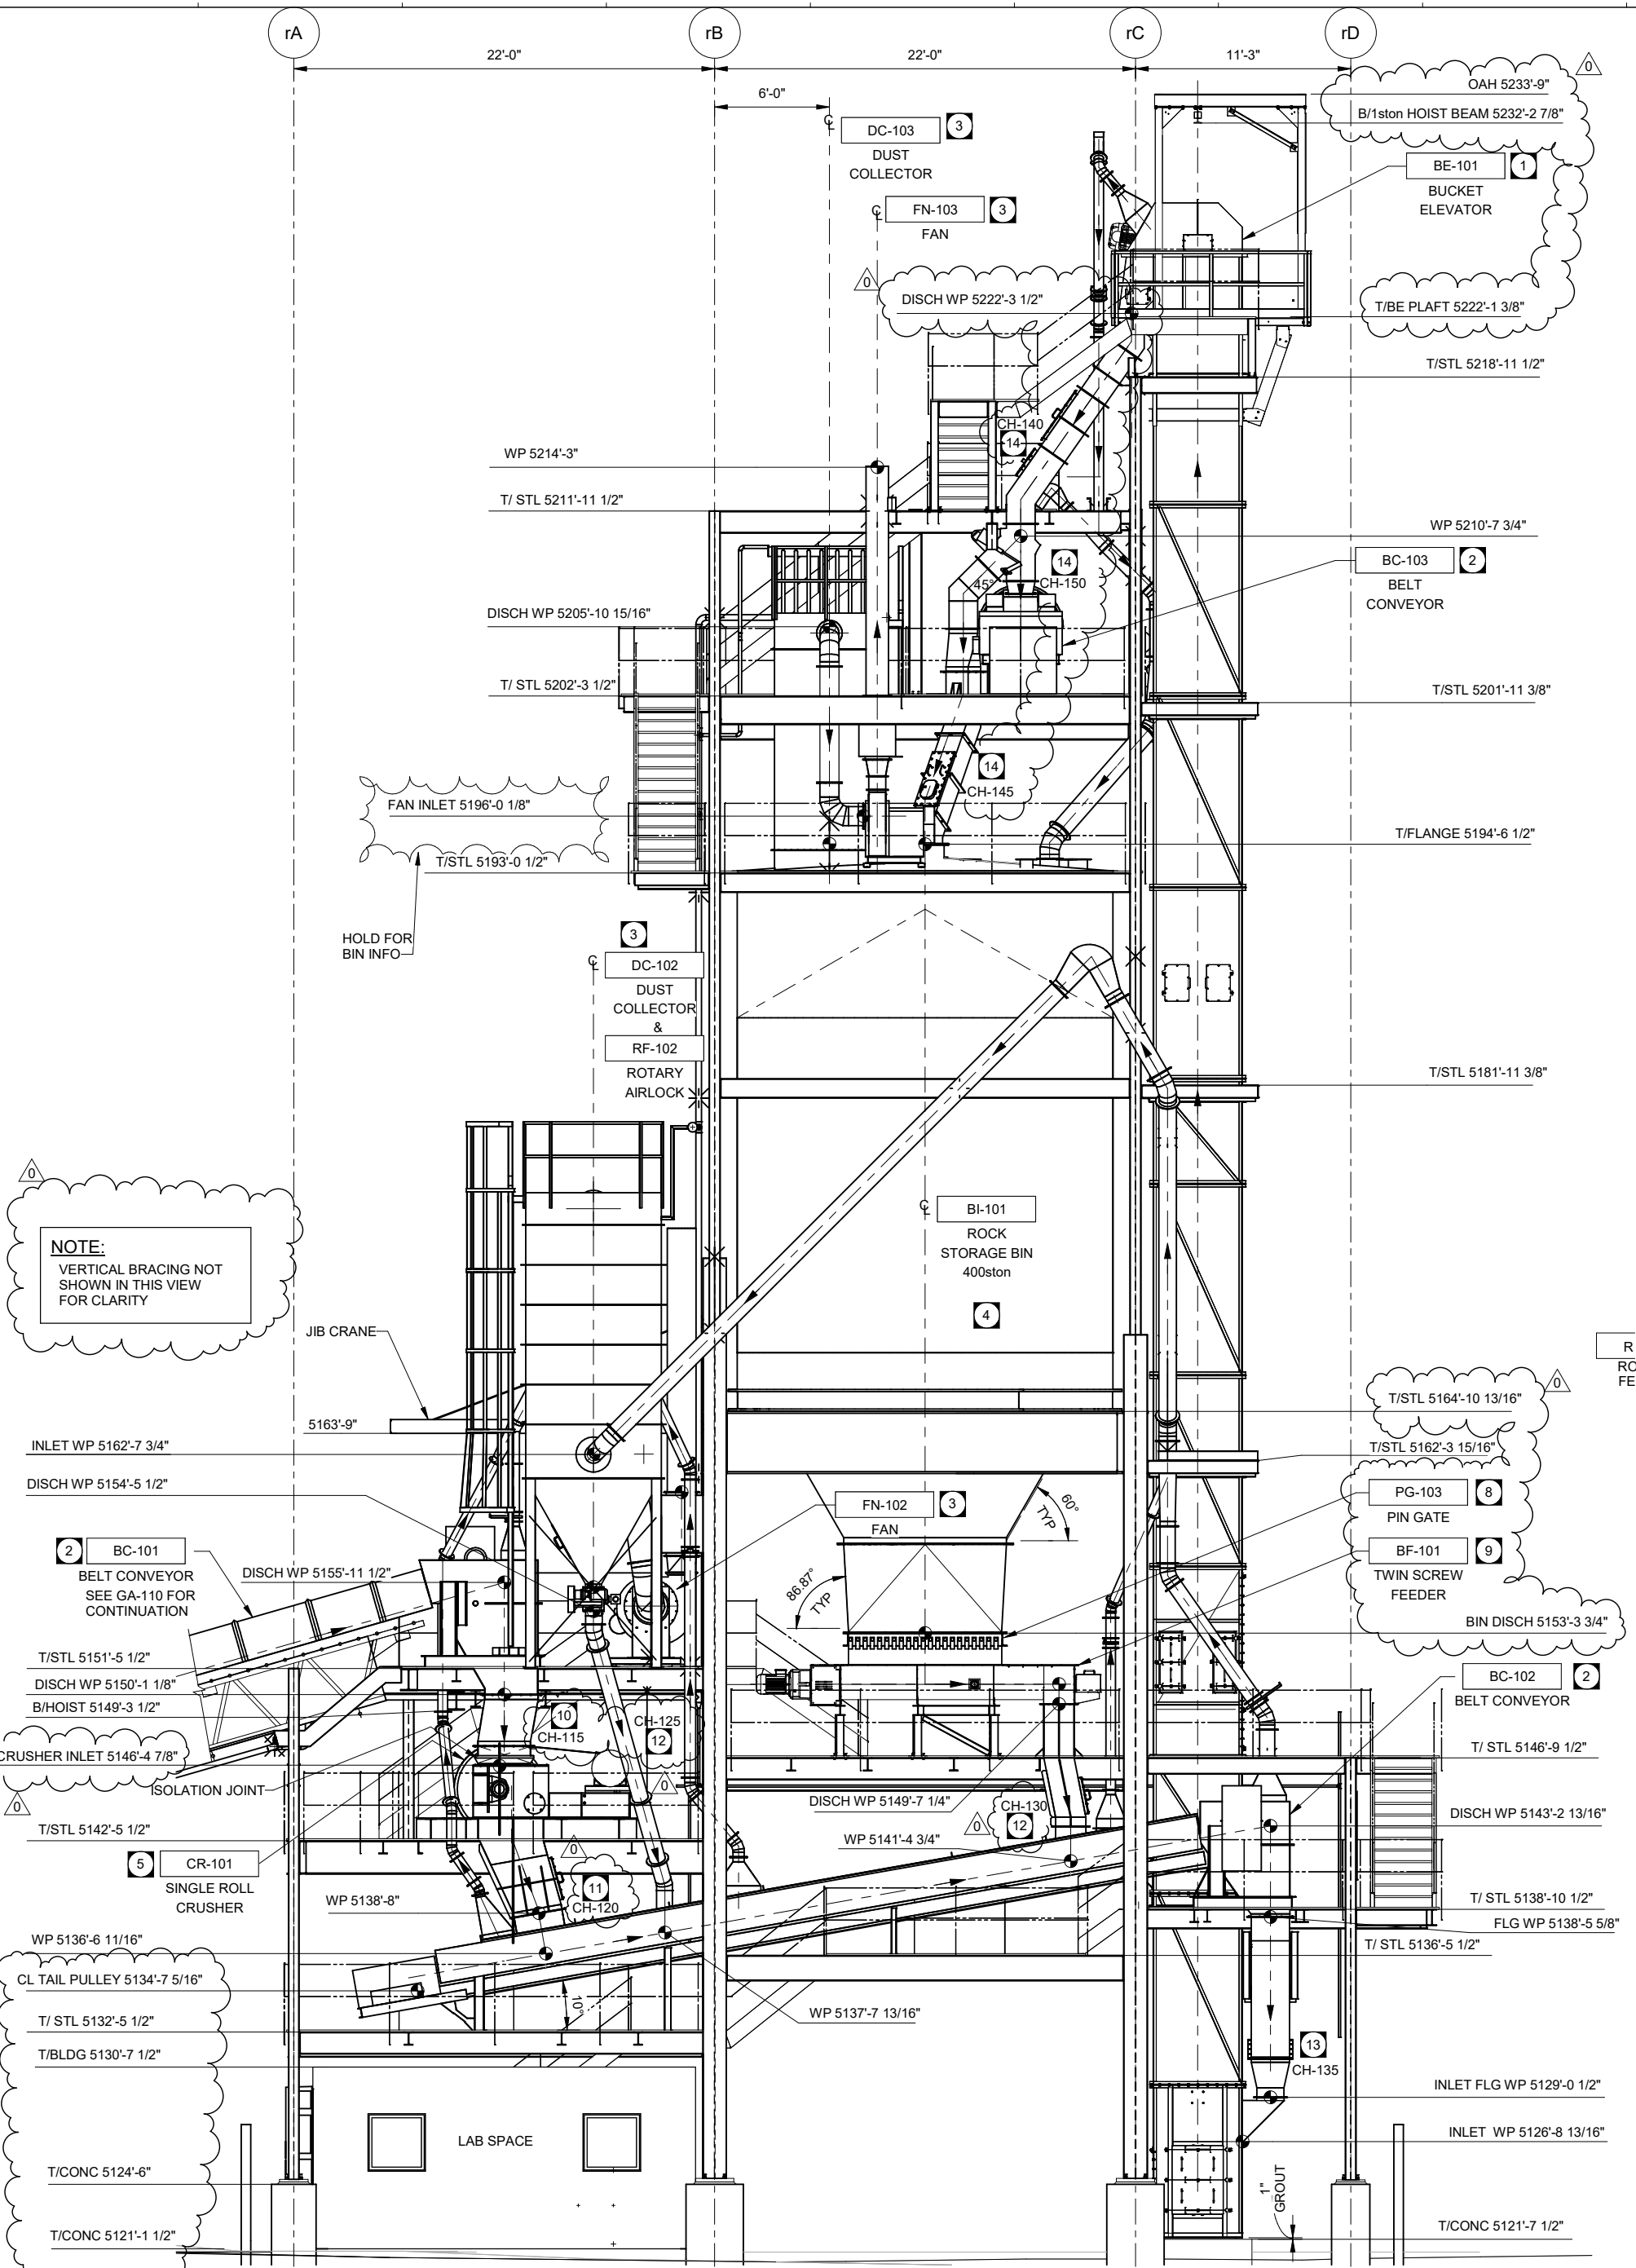 rA
rB
rC
rD
22'-0"
22'-0"
11'-3"
6'-0"
0
OAH 5233'-9"
B/1ston HOIST BEAM 5232'-2 7/8"
DC-103
3
DUST
COLLECTOR
BE-101
1
BUCKET
ELEVATOR
FN-103
3
FAN
0
DISCH WP 5222'-3 1/2"
T/BE PLAFT 5222'-1 3/8"
T/STL 5218'-11 1/2"
CH-140
14
WP 5214'-3"
T/ STL 5211'-11 1/2"
WP 5210'-7 3/4"
BC-103
2
BELT
CONVEYOR
14
CH-150
45°
DISCH WP 5205'-10 15/16"
T/ STL 5202'-3 1/2"
T/STL 5201'-11 3/8"
14
CH-145
FAN INLET 5196'-0 1/8"
T/FLANGE 5194'-6 1/2"
T/STL 5193'-0 1/2"
HOLD FOR
BIN INFO
3
DC-102
DUST
COLLECTOR
&
RF-102
ROTARY
AIRLOCK
T/STL 5181'-11 3/8"
0
NOTE:
VERTICAL BRACING NOT
SHOWN IN THIS VIEW
FOR CLARITY
BI-101
ROCK
STORAGE BIN
400ston
4
JIB CRANE
R
RO
FE
0
T/STL 5164'-10 13/16"
5163'-9"
INLET WP 5162'-7 3/4"
T/STL 5162'-3 15/16"
DISCH WP 5154'-5 1/2"
FN-102
3
FAN
60°
TYP
PG-103
8
PIN GATE
2
BC-101
BELT CONVEYOR
SEE GA-110 FOR
CONTINUATION
DISCH WP 5155'-11 1/2"
86.87°
TYP
BF-101
9
TWIN SCREW
FEEDER
BIN DISCH 5153'-3 3/4"
T/STL 5151'-5 1/2"
DISCH WP 5150'-1 1/8"
B/HOIST 5149'-3 1/2"
BC-102
2
BELT CONVEYOR
10
CH-115
CH-125
12
CRUSHER INLET 5146'-4 7/8"
T/ STL 5146'-9 1/2"
ISOLATION JOINT
0
0
DISCH WP 5149'-7 1/4"
CH-130
12
0
DISCH WP 5143'-2 13/16"
T/STL 5142'-5 1/2"
WP 5141'-4 3/4"
5
CR-101
SINGLE ROLL
CRUSHER
0
11
CH-120
WP 5138'-8"
T/ STL 5138'-10 1/2"
FLG WP 5138'-5 5/8"
WP 5136'-6 11/16"
T/ STL 5136'-5 1/2"
CL TAIL PULLEY 5134'-7 5/16"
10°
WP 5137'-7 13/16"
T/ STL 5132'-5 1/2"
T/BLDG 5130'-7 1/2"
13
CH-135
INLET FLG WP 5129'-0 1/2"
LAB SPACE
INLET WP 5126'-8 13/16"
T/CONC 5124'-6"
1"
GROUT
T/CONC 5121'-1 1/2"
T/CONC 5121'-7 1/2"